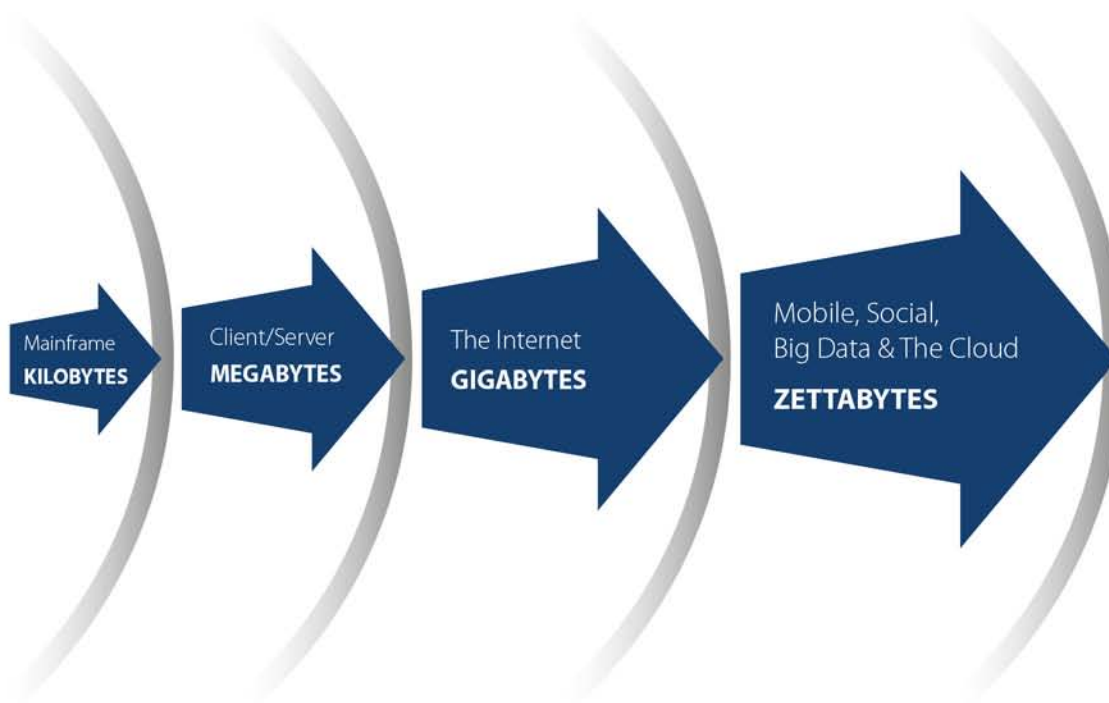 Mainframe
KILOBYTES
Client/Server
MEGABYTES
The Internet
GIGABYTES
Mobile, Social,
Big Data & The Cloud
ZETTABYTES